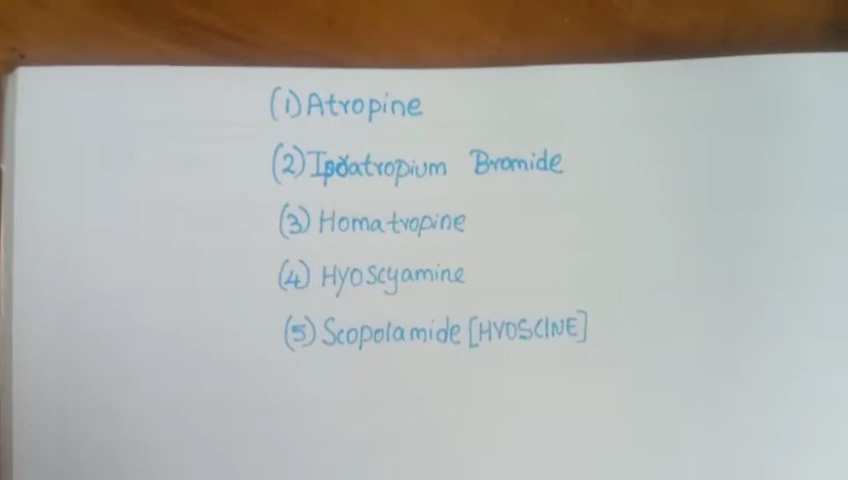 (1) Atropine
(2) Ipratropium Bromide
(3) Homatropine
(4) Hyoscyamine
(5) Scopolamide [HYOSCINE]